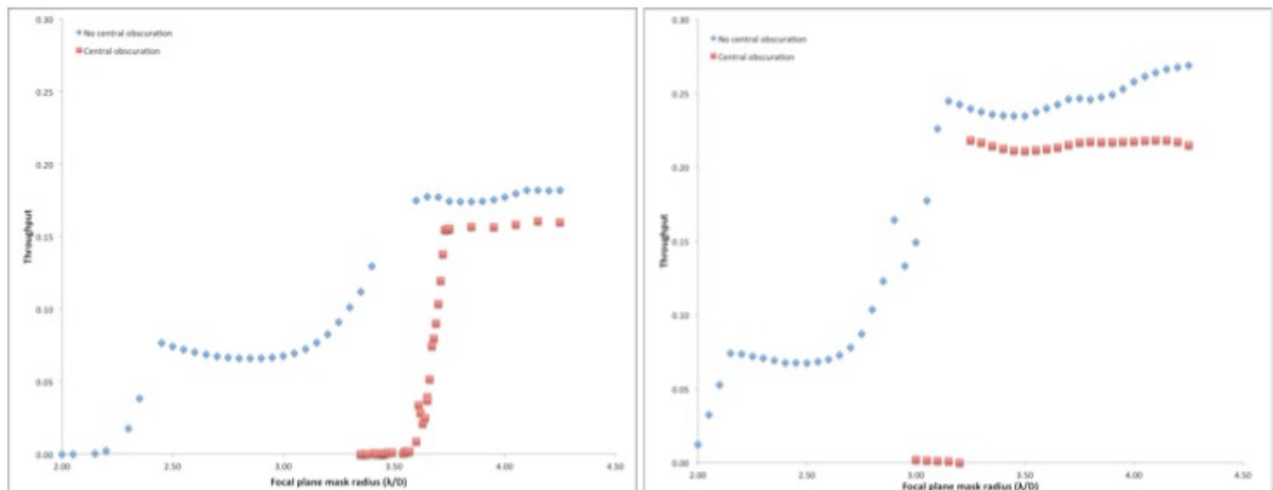 0.30
No central obscuration
Central obscuration
0.25
0.20
0.15
0.10
0.05
0.00
Throughput
2.00 2.50 3.00 3.50 4.00 4.50
Focal plane mask radius (λ/D)
0.30
No central obscuration
Central obscuration
0.25
0.20
0.15
0.10
0.05
0.00
Throughput
2.00 2.50 3.00 3.50 4.00 4.50
Focal plane mask radius (λ/D)